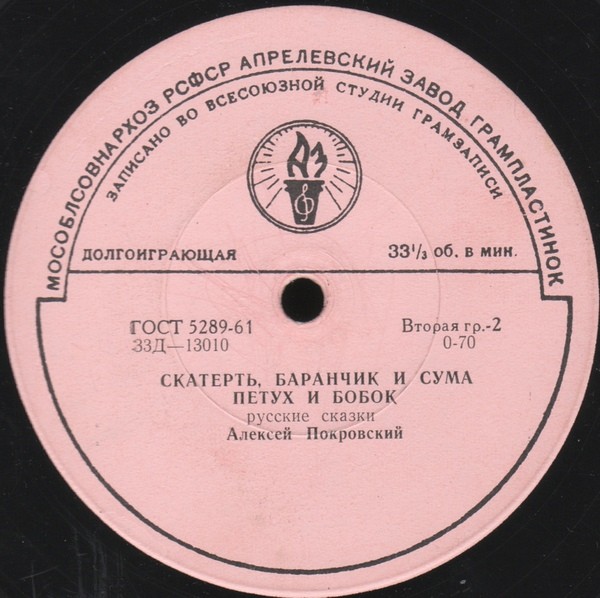 МОСОБЛСОВНАРХОЗ РСФСР АПРЕЛЕВСКИЙ ЗАВОД ГРАМПЛАСТИНОК
ЗАПИСАНО ВО ВСЕСОЮЗНОЙ СТУДИИ ГРАМЗАПИСИ
АЗ
ДОЛГОИГРАЮЩАЯ 33⅓ об. в мин.
ГОСТ 5289-61 Вторая гр.-2
33Д—13010 0-70
СКАТЕРТЬ, БАРАНЧИК И СУМА
ПЕТУХ И БОБОК
русские сказки
Алексей Покровский